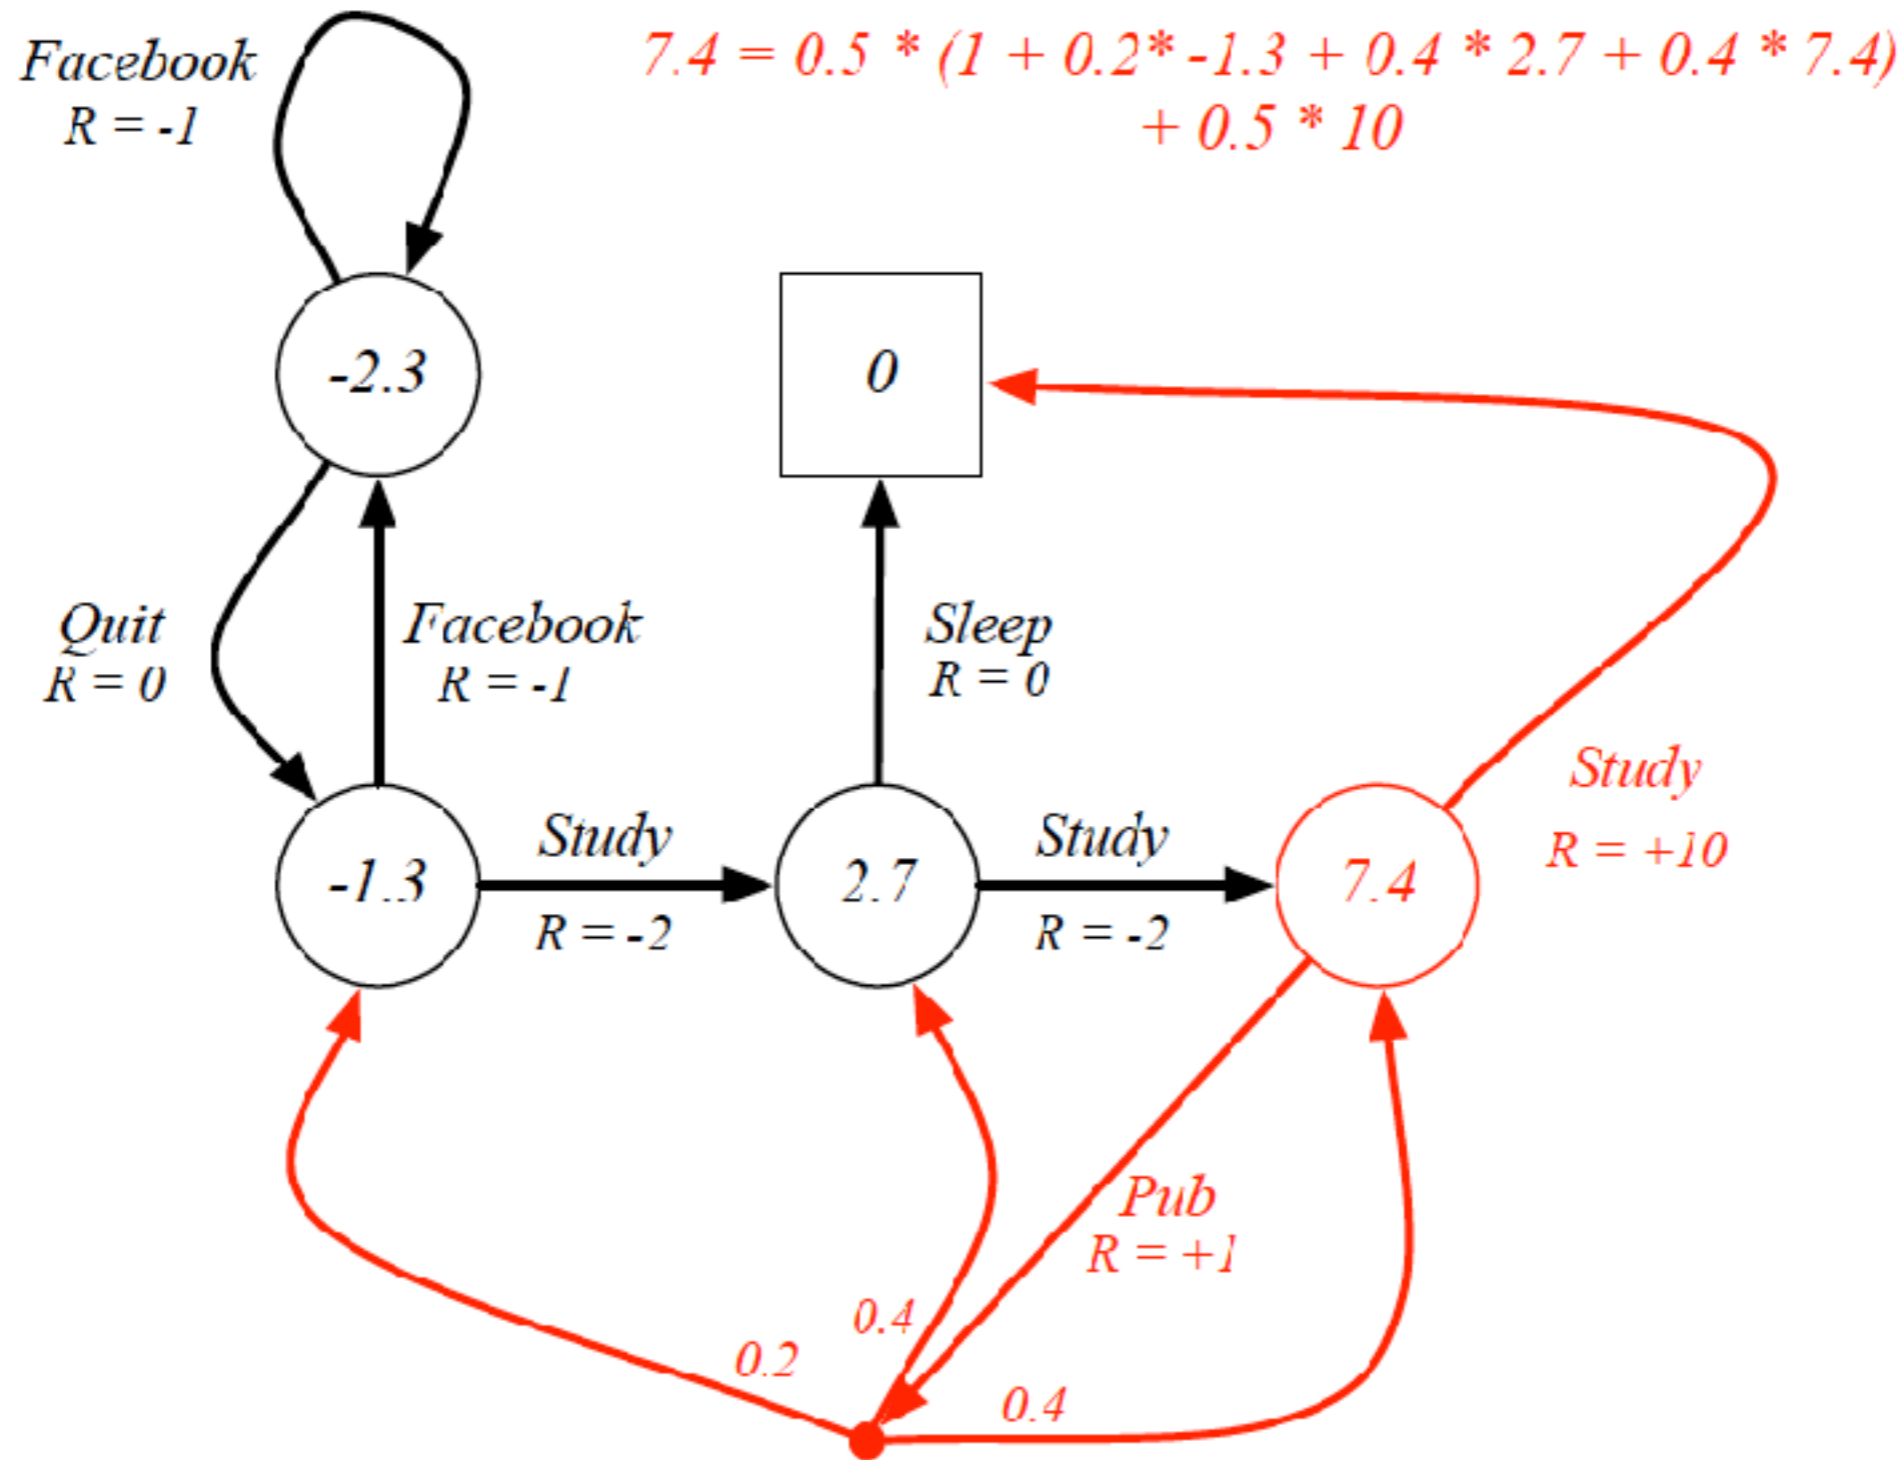 Facebook
R = -1
7.4 = 0.5 * (1 + 0.2* -1.3 + 0.4 * 2.7 + 0.4 * 7.4)
+ 0.5 * 10
-2.3
0
Quit
R = 0
Facebook
R = -1
Sleep
R = 0
Study
R = +10
-1.3
Study
R = -2
2.7
Study
R = -2
7.4
Pub
R = +1
0.2
0.4
0.4